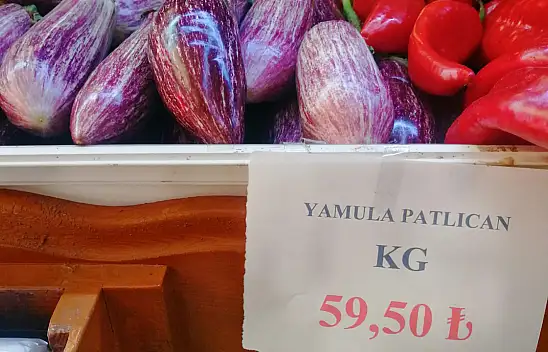 YAMULA PATLICAN
KG
59,50 ₺